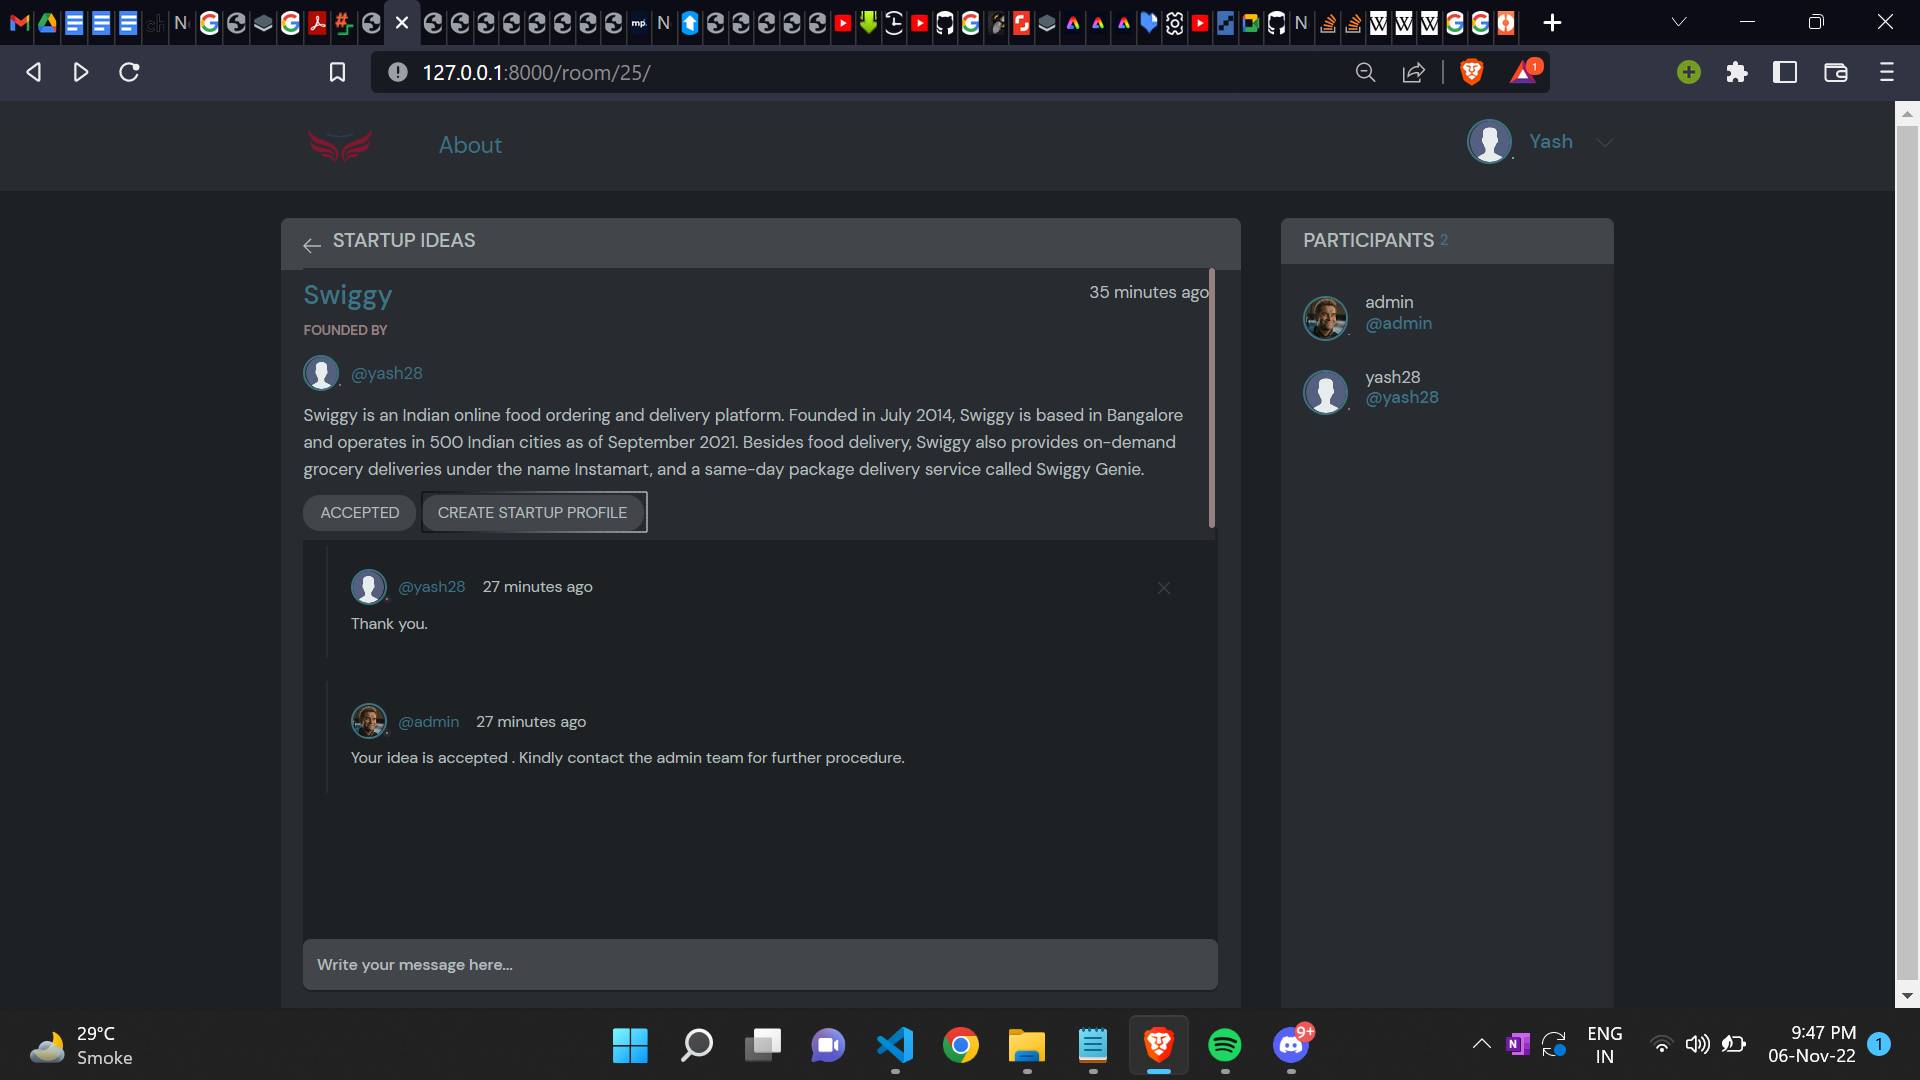 127.0.0.1:8000/room/25/
1
About
Yash
STARTUP IDEAS
Swiggy
35 minutes ago
FOUNDED BY
@yash28
Swiggy is an Indian online food ordering and delivery platform. Founded in July 2014, Swiggy is based in Bangalore
and operates in 500 Indian cities as of September 2021. Besides food delivery, Swiggy also provides on-demand
grocery deliveries under the name Instamart, and a same-day package delivery service called Swiggy Genie.
ACCEPTED
CREATE STARTUP PROFILE
@yash28 27 minutes ago
Thank you.
@admin 27 minutes ago
Your idea is accepted . Kindly contact the admin team for further procedure.
Write your message here...
PARTICIPANTS 2
admin
@admin
yash28
@yash28
29°C
Smoke
9+
ENG
IN
9:47 PM
06-Nov-22
1